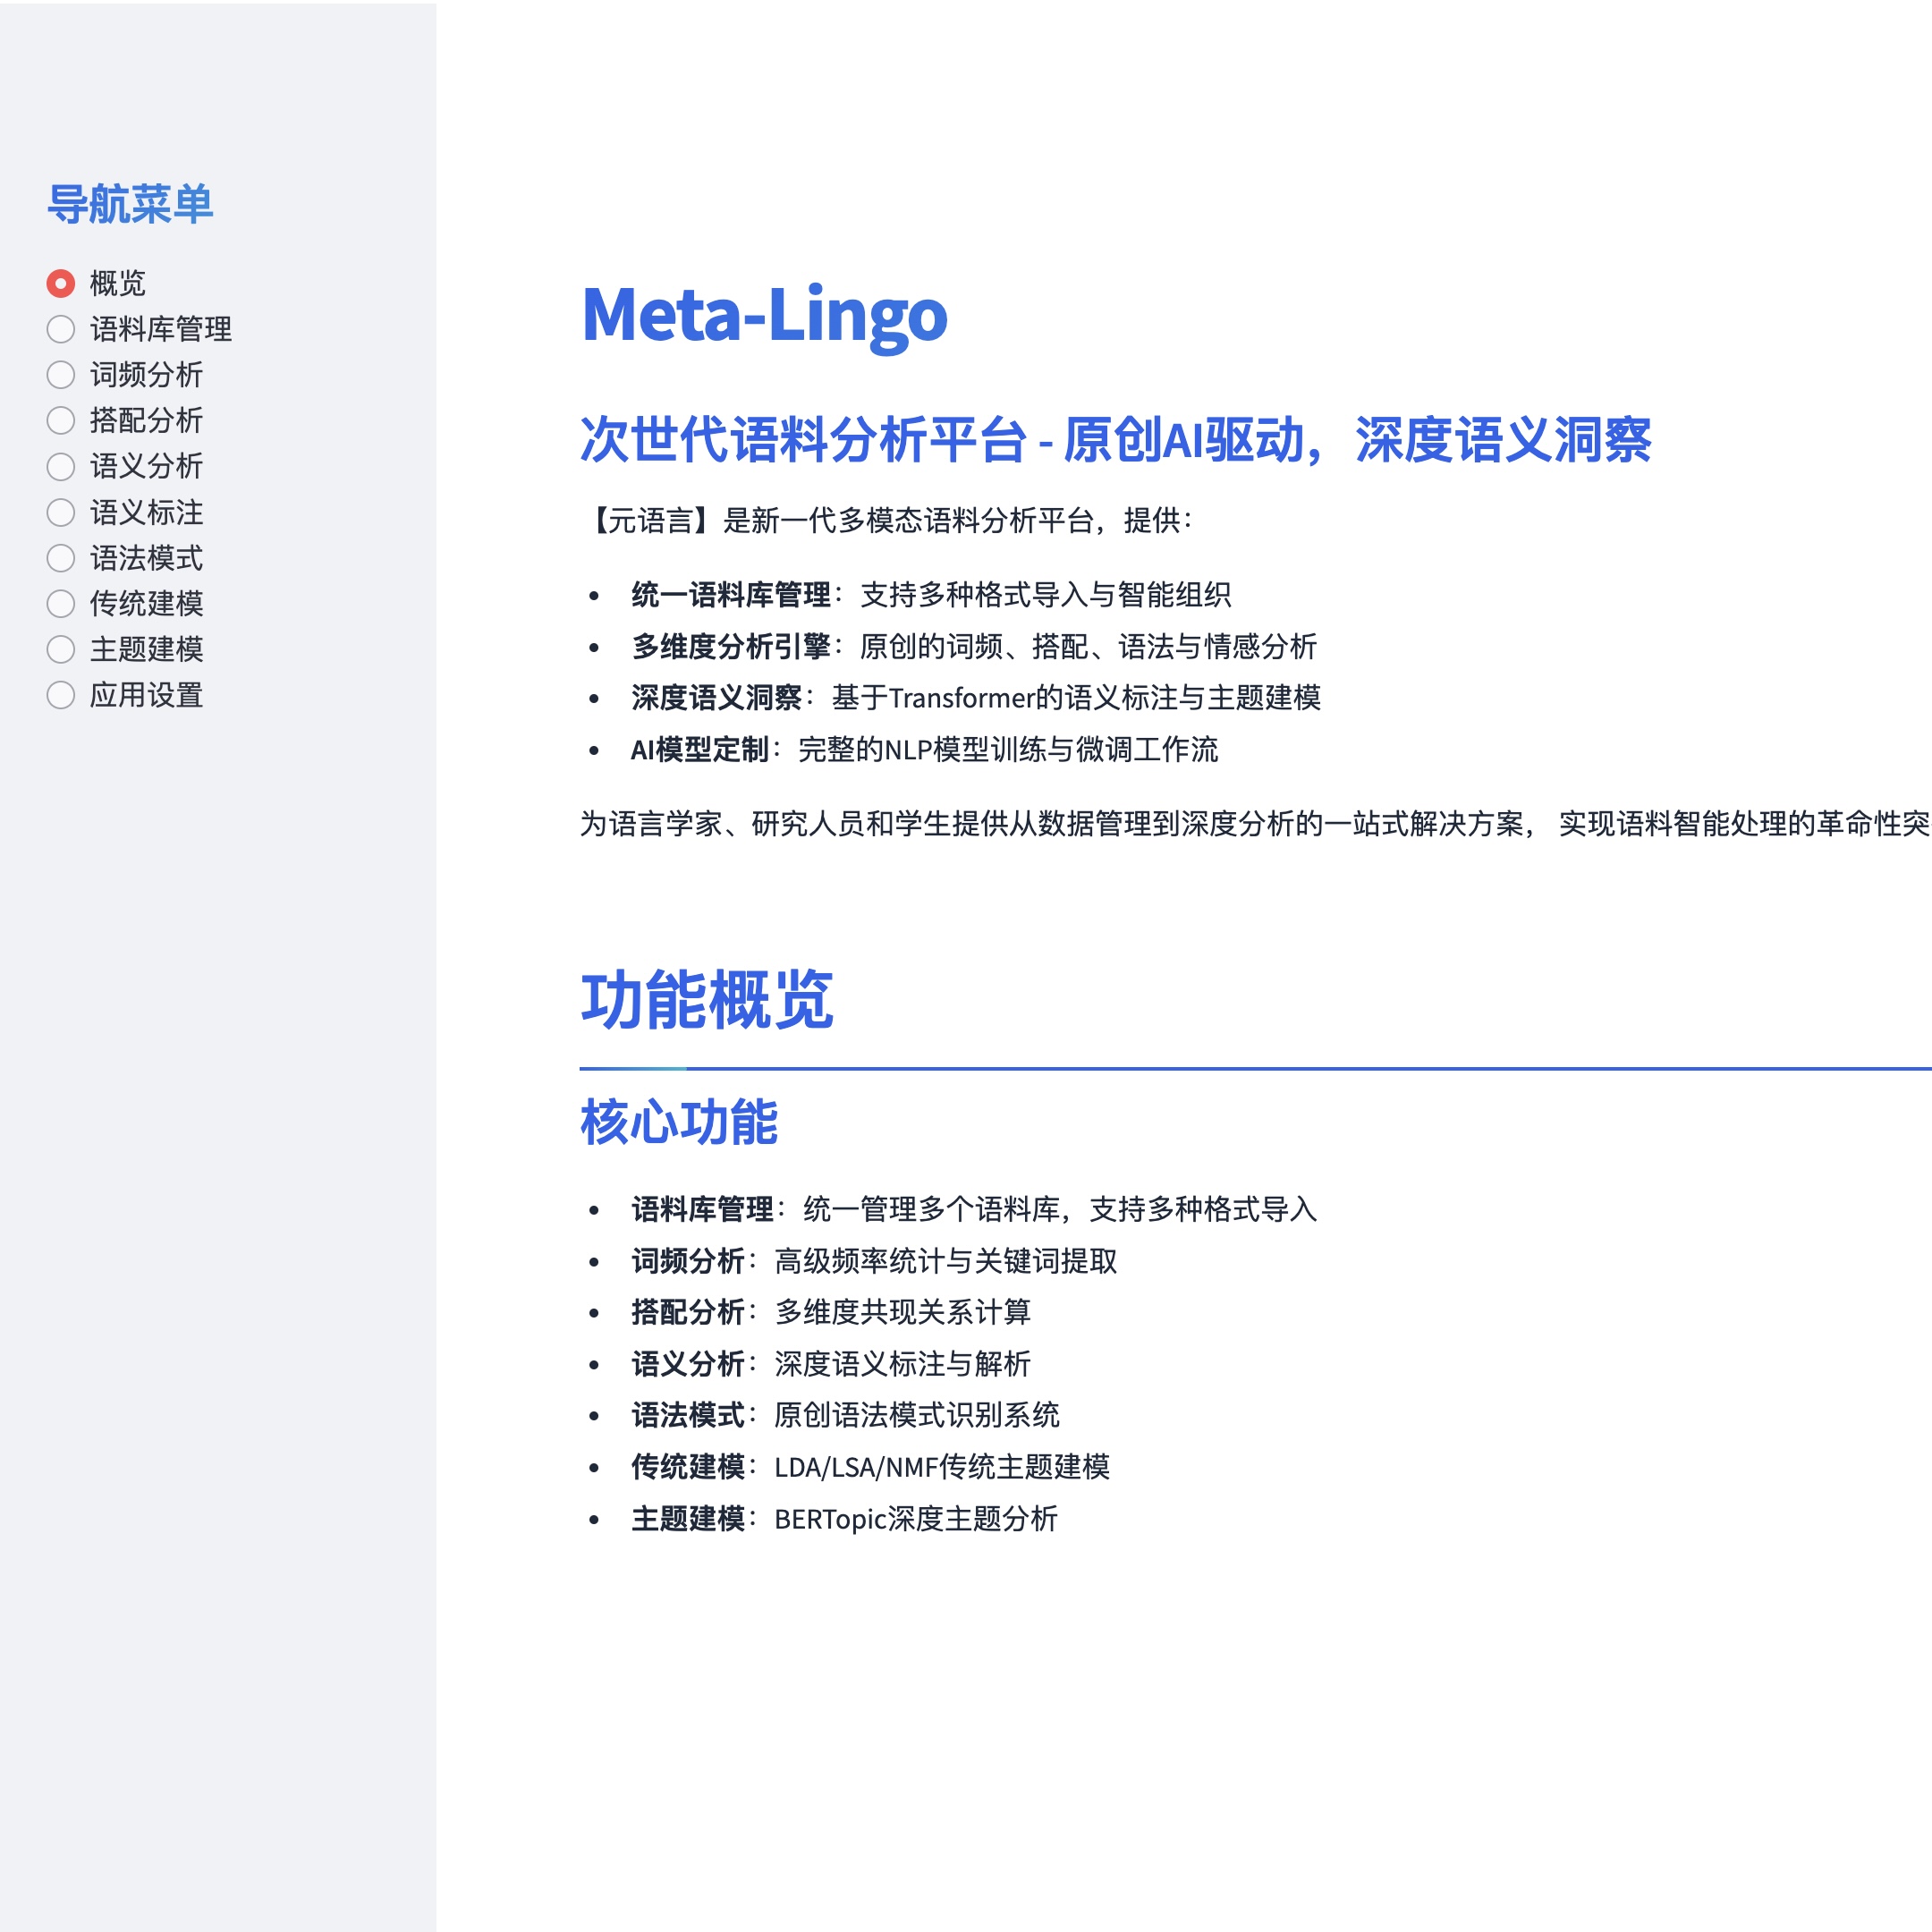 导航菜单
概览
语料库管理
词频分析
搭配分析
语义分析
语义标注
语法模式
传统建模
主题建模
应用设置
Meta-Lingo
次世代语料分析平台 - 原创AI驱动，深度语义洞察
【元语言】是新一代多模态语料分析平台，提供：
统一语料库管理：支持多种格式导入与智能组织
多维度分析引擎：原创的词频、搭配、语法与情感分析
深度语义洞察：基于Transformer的语义标注与主题建模
AI模型定制：完整的NLP模型训练与微调工作流
为语言学家、研究人员和学生提供从数据管理到深度分析的一站式解决方案， 实现语料智能处理的革命性突
功能概览
核心功能
语料库管理：统一管理多个语料库，支持多种格式导入
词频分析：高级频率统计与关键词提取
搭配分析：多维度共现关系计算
语义分析：深度语义标注与解析
语法模式：原创语法模式识别系统
传统建模：LDA/LSA/NMF传统主题建模
主题建模：BERTopic深度主题分析